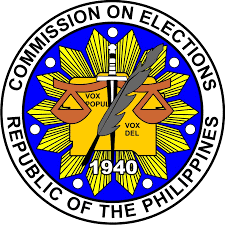 COMMISSION ON ELECTIONS
VOX
POPULI
VOX
DEI
1940
REPUBLIC OF THE PHILIPPINES